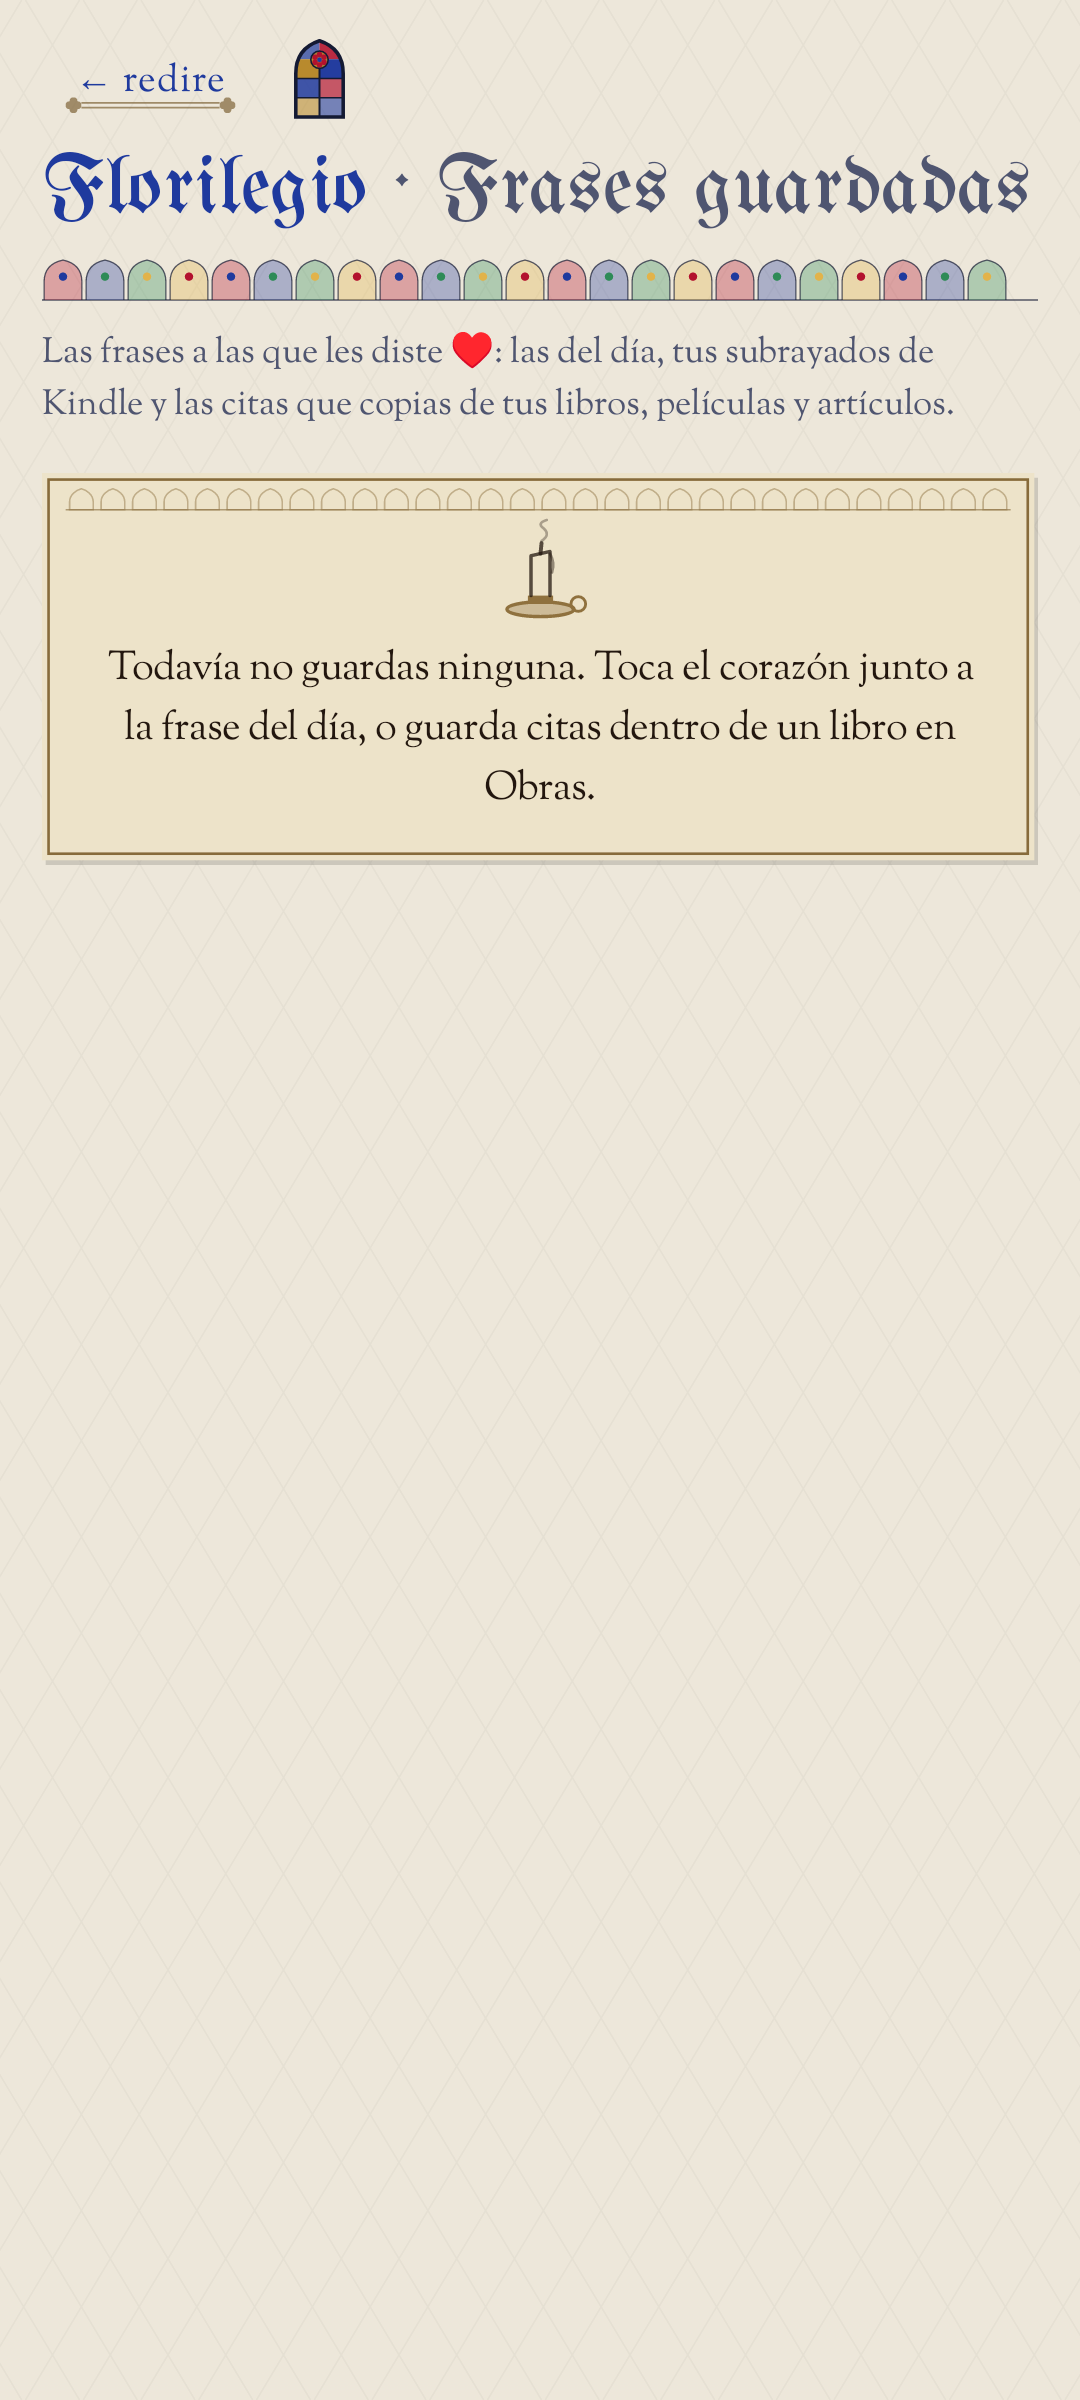 ← redire
Florilegio · Frases guardadas
Las frases a las que les diste ❤️: las del día, tus subrayados de
Kindle y las citas que copias de tus libros, películas y artículos.
Todavía no guardas ninguna. Toca el corazón junto a
la frase del día, o guarda citas dentro de un libro en
Obras.